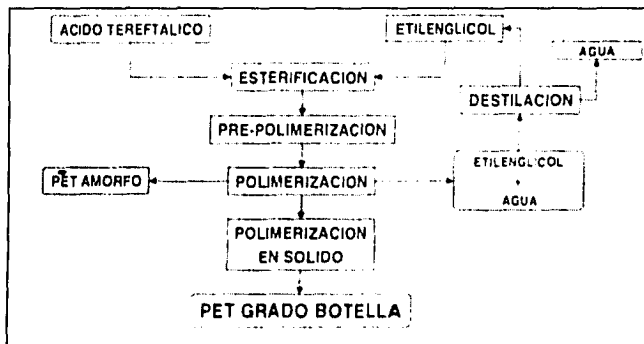 ACIDO TEREFTALICO
ETILENGLICOL
AGUA
ESTERIFICACION
DESTILACION
PRE-POLIMERIZACION
ETILENGLICOL
+
AGUA
PET AMORFO
POLIMERIZACION
POLIMERIZACION
EN SOLIDO
PET GRADO BOTELLA